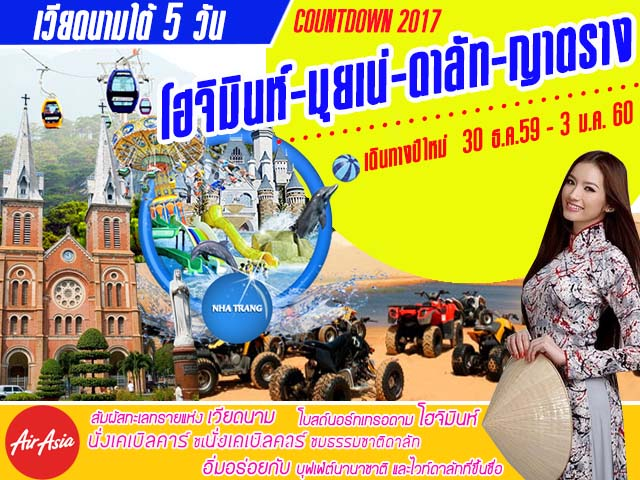 เวียดนามใต้ 5 วัน
COUNTDOWN 2017
โฮจิมินห์-มุยเน่-ดาลัท-ญาตราง
เดินทางปีใหม่ 30 ธ.ค.59 - 3 ม.ค. 60
NHA TRANG
AirAsia
สัมผัสทะเลทรายแห่ง เวียดนาม โบสถ์นอร์ทเทรอดาม โฮจิมินห์
นั่งเคเบิลคาร์ ชมธรรมชาติดาลัท
อิ่มอร่อยกับ บุฟเฟ่ต์นานาชาติ และไวท์ดาลัทที่ขึ้นชื่อ